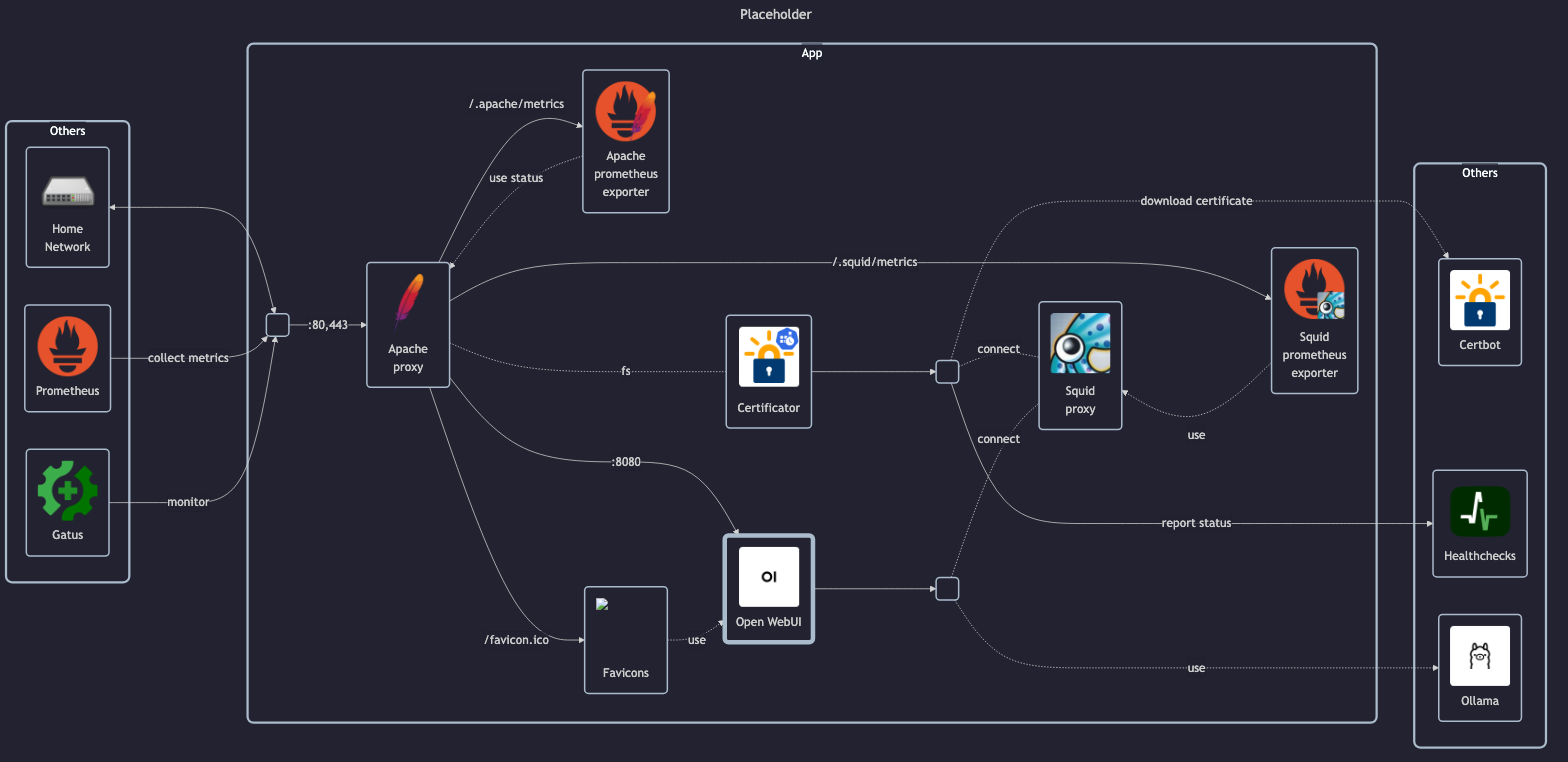 Placeholder
App
Others
Home
Network
Prometheus
Gatus
collect metrics
monitor
:80,443
Apache
proxy
/.apache/metrics
use status
Apache
prometheus
exporter
/.squid/metrics
fs
:8080
/favicon.ico
Favicons
use
Certificator
OI
Open WebUI
connect
connect
Squid
proxy
use
Squid
prometheus
exporter
download certificate
report status
use
Others
Certbot
Healthchecks
Ollama